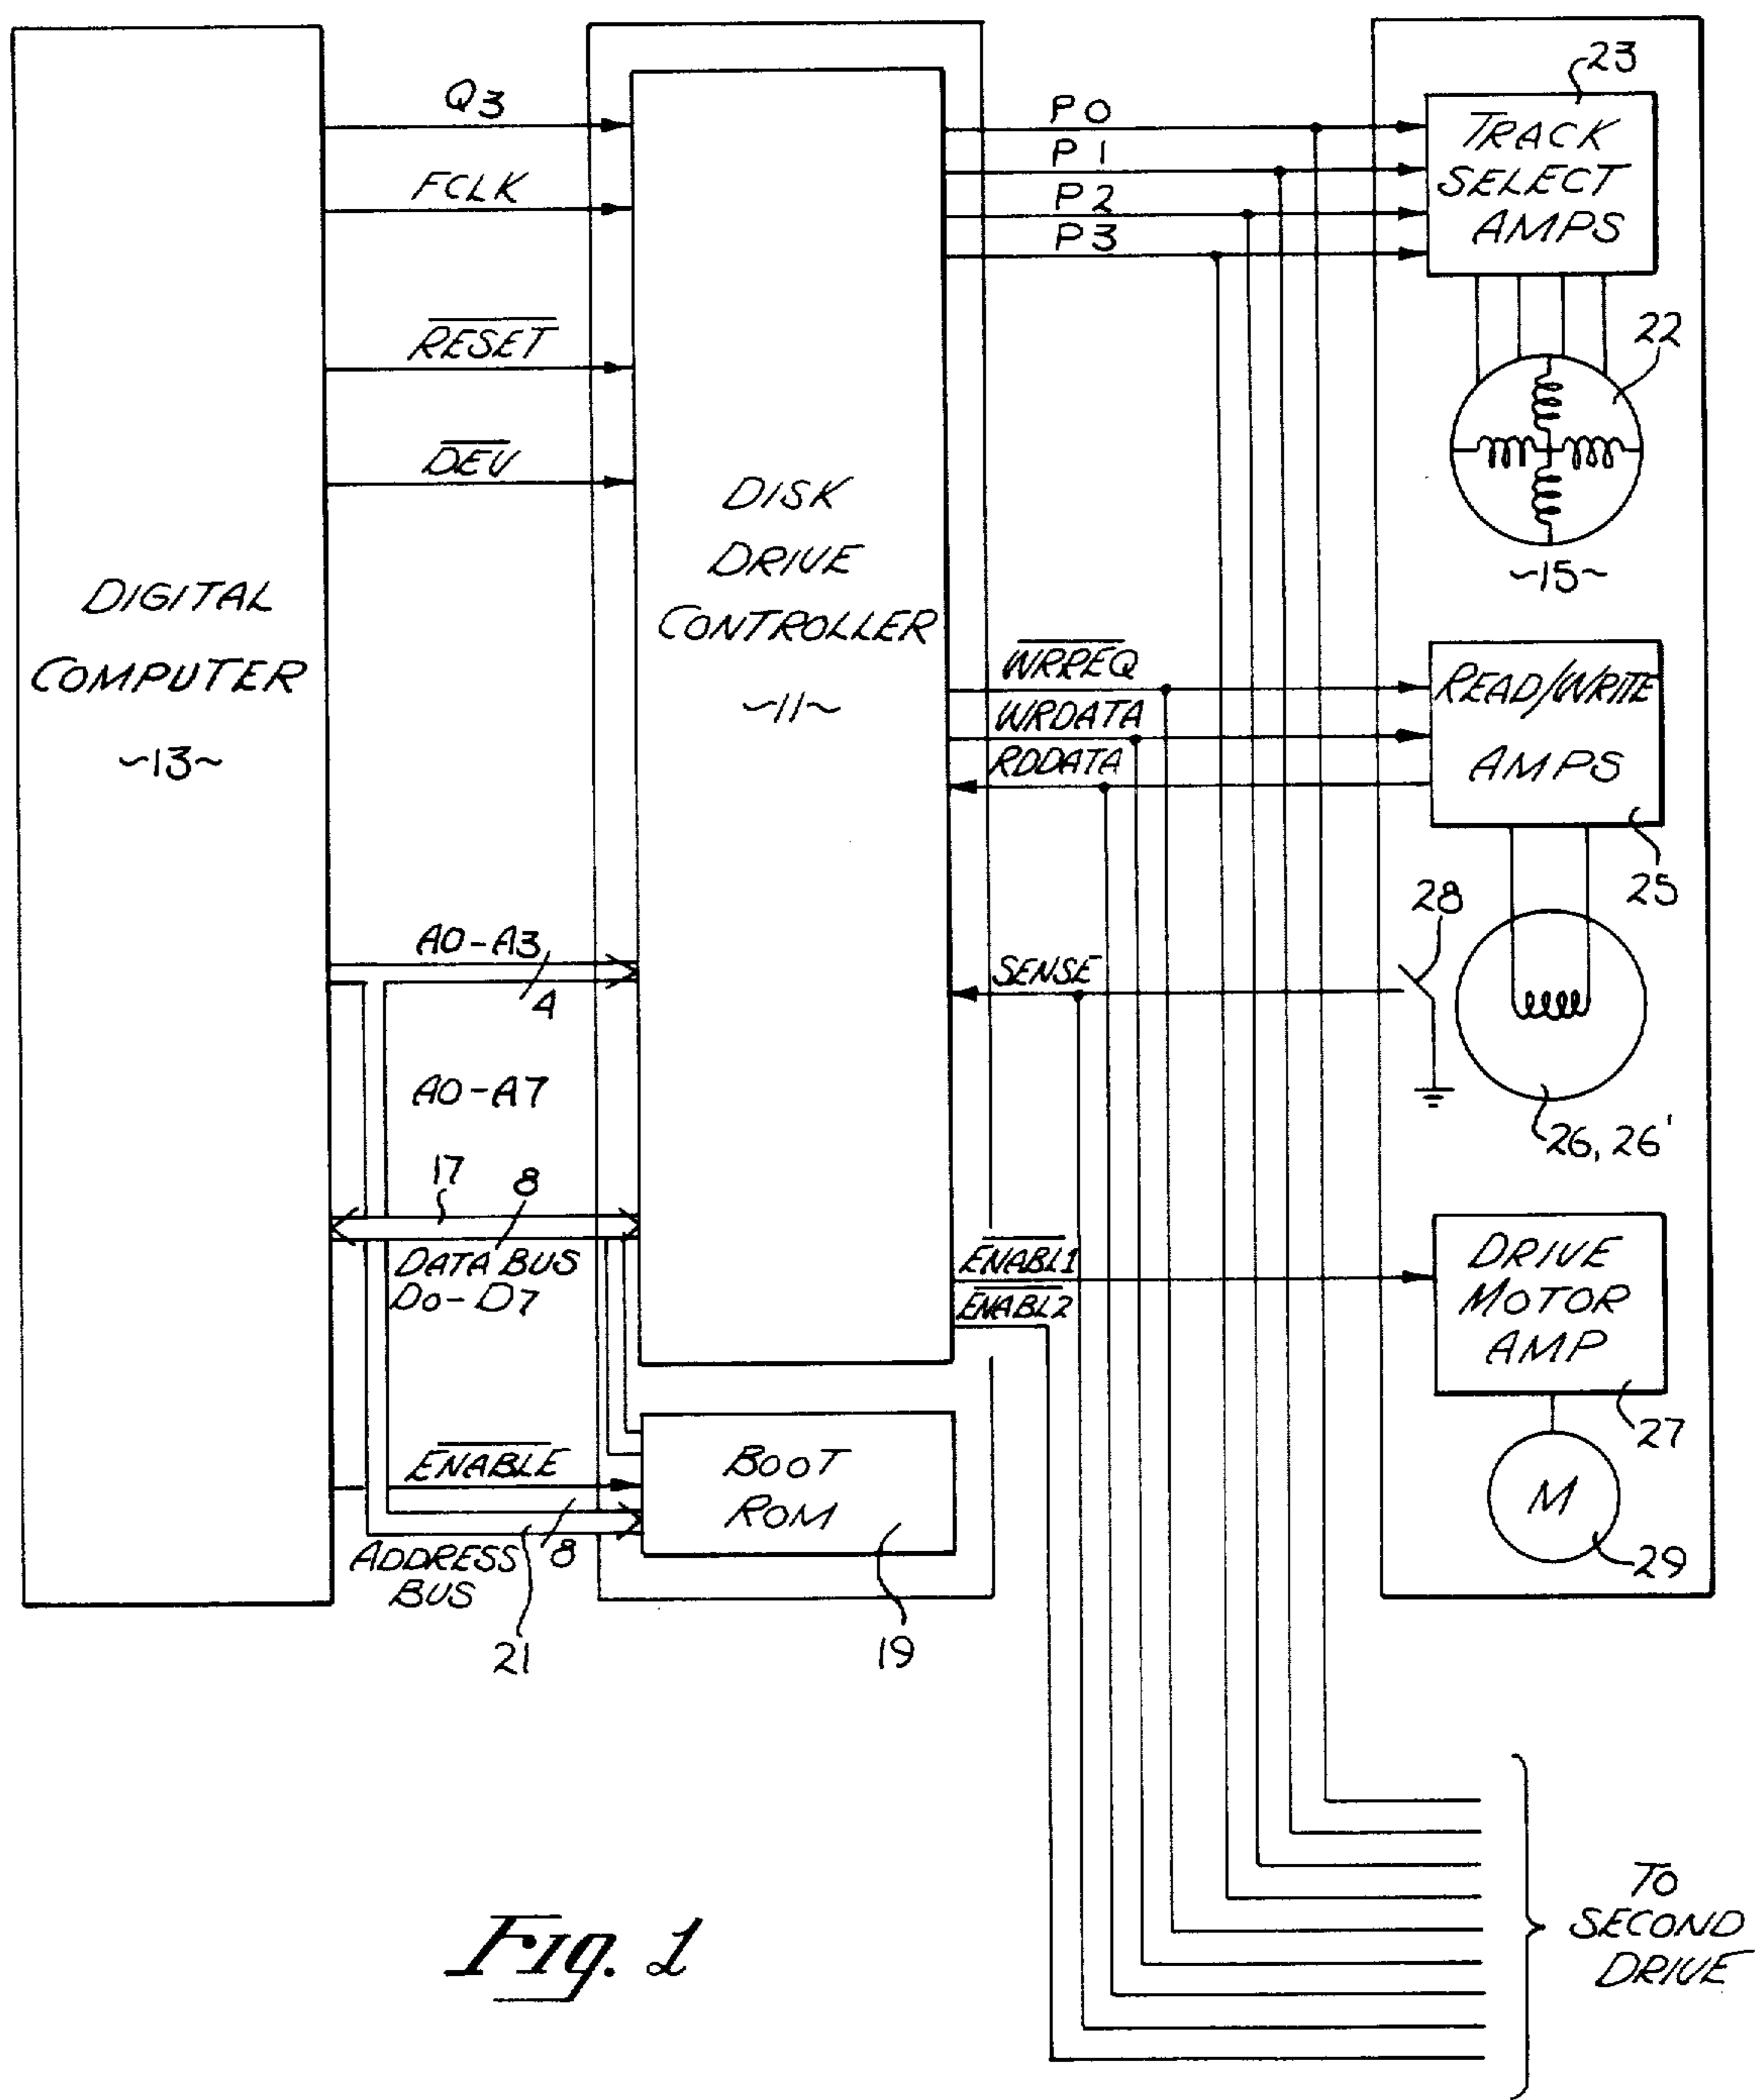 Q3
FCLK
RESET
DEV
DIGITAL
COMPUTER
~13~
A0-A3
4
A0-A7
17
8
DATA BUS
D0-D7
ENABLE
8
ADDRESS
BUS
21
DISK
DRIVE
CONTROLLER
~11~
BOOT
ROM
19
P0
P1
P2
P3
WRREQ
WRDATA
RDDATA
SENSE
ENABL1
ENABL2
23
TRACK
SELECT
AMPS
22
~15~
READ/WRITE
AMPS
25
28
26, 26'
DRIVE
MOTOR
AMP
27
M
29
TO
SECOND
DRIVE
Fig. 1